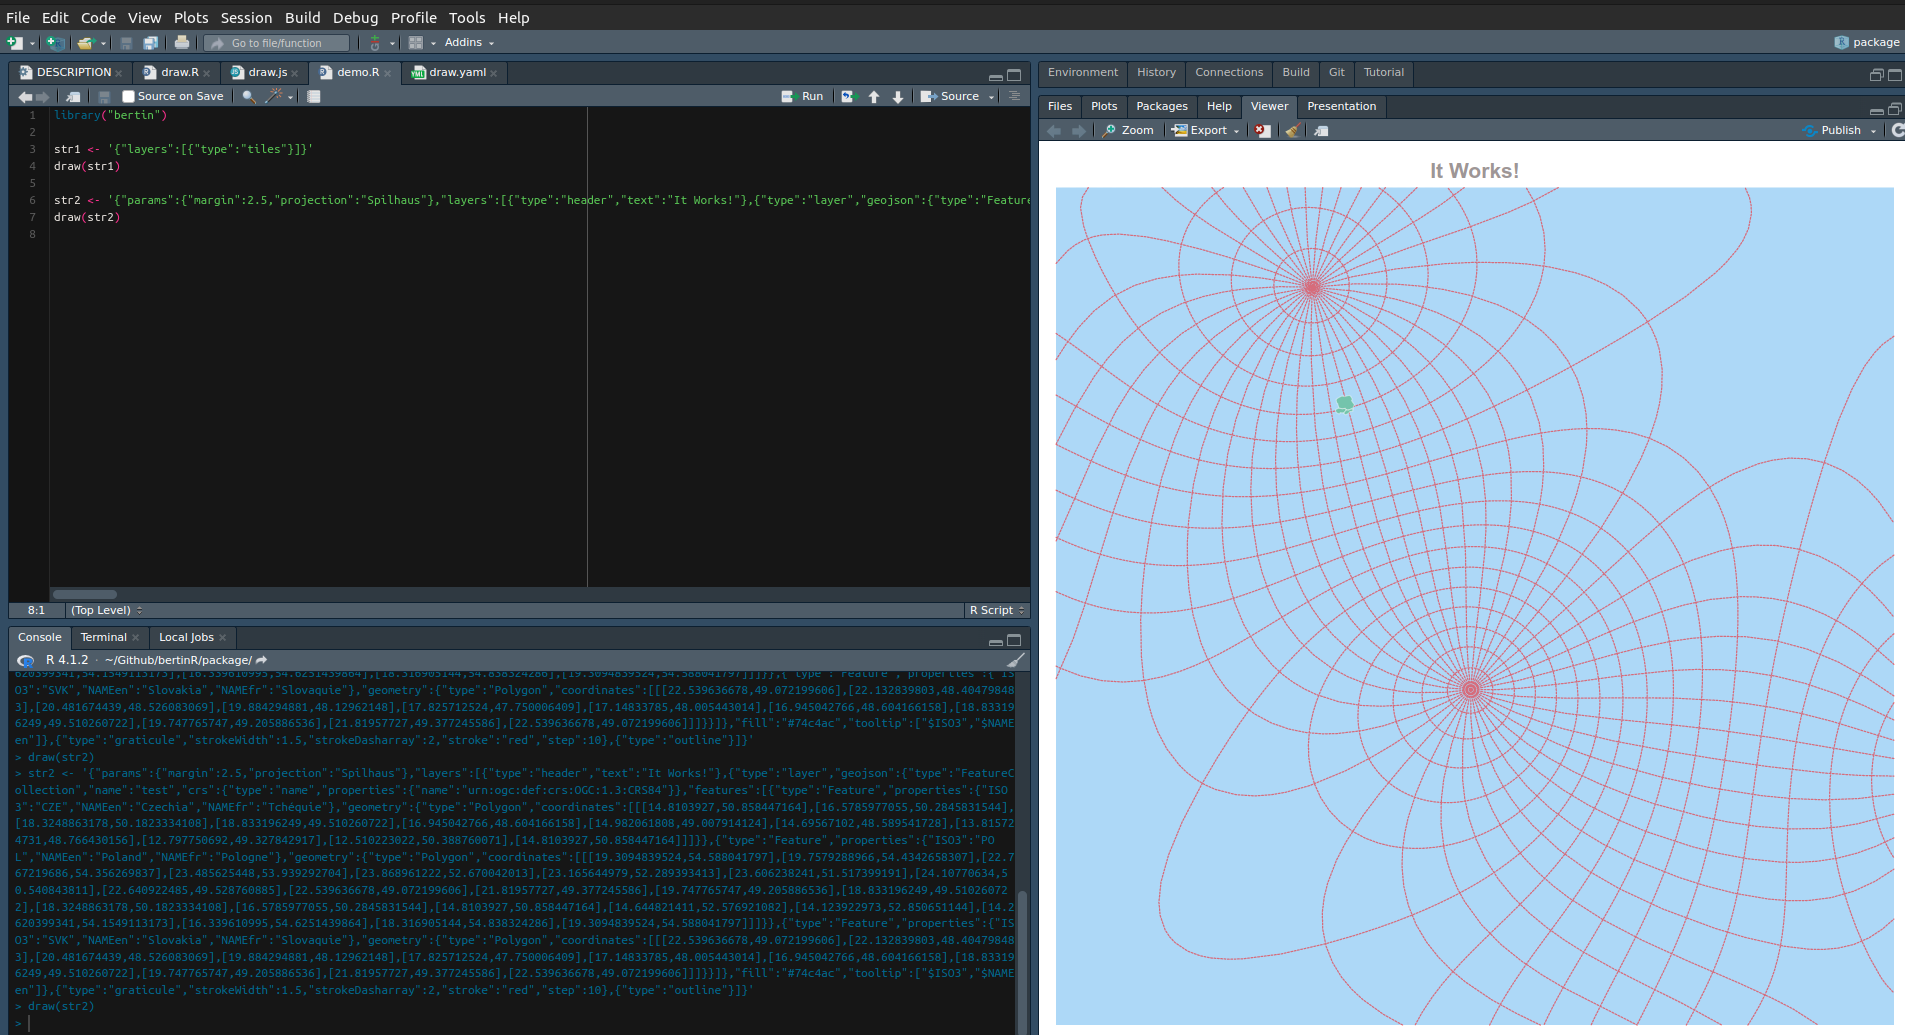 File Edit Code View Plots Session Build Debug Profile Tools Help
Go to file/function Addins package
DESCRIPTION draw.R draw.js demo.R draw.yaml
Source on Save Run Source
1 library("bertin")
2
3 str1 <- '{"layers":[{"type":"tiles"}]}'
4 draw(str1)
5
6 str2 <- '{"params":{"margin":2.5,"projection":"Spilhaus"},"layers":[{"type":"header","text":"It Works!"},{"type":"layer","geojson":{"type":"Feature
7 draw(str2)
8
8:1 (Top Level) R Script
Console Terminal Local Jobs
R 4.1.2 · ~/Github/bertinR/package/
620399341,54.1549113173],[16.339610995,54.6251439864],[18.316905144,54.838324286],[19.3094839524,54.588041797]]]}},{"type":"Feature","properties":{"IS
O3":"SVK","NAMEen":"Slovakia","NAMEfr":"Slovaquie"},"geometry":{"type":"Polygon","coordinates":[[[22.539636678,49.072199606],[22.132839803,48.40479848
3],[20.481674439,48.526083069],[19.884294881,48.12962148],[17.825712524,47.750006409],[17.14833785,48.005443014],[16.945042766,48.604166158],[18.83319
6249,49.510260722],[19.747765747,49.205886536],[21.81957727,49.377245586],[22.539636678,49.072199606]]]}}]},"fill":"#74c4ac","tooltip":["$ISO3","$NAME
en"]},{"type":"graticule","strokeWidth":1.5,"strokeDasharray":2,"stroke":"red","step":10},{"type":"outline"}]}'
> draw(str2)
> str2 <- '{"params":{"margin":2.5,"projection":"Spilhaus"},"layers":[{"type":"header","text":"It Works!"},{"type":"layer","geojson":{"type":"FeatureC
ollection","name":"test","crs":{"type":"name","properties":{"name":"urn:ogc:def:crs:OGC:1.3:CRS84"}},"features":[{"type":"Feature","properties":{"ISO
3":"CZE","NAMEen":"Czechia","NAMEfr":"Tchéquie"},"geometry":{"type":"Polygon","coordinates":[[[14.8103927,50.858447164],[16.5785977055,50.2845831544],
[18.3248863178,50.1823334108],[18.833196249,49.510260722],[16.945042766,48.604166158],[14.982061808,49.007914124],[14.69567102,48.589541728],[13.81572
4731,48.766430156],[12.797750692,49.327842917],[12.510223022,50.388760071],[14.8103927,50.858447164]]]}},{"type":"Feature","properties":{"ISO3":"PO
L","NAMEen":"Poland","NAMEfr":"Pologne"},"geometry":{"type":"Polygon","coordinates":[[[19.3094839524,54.588041797],[19.7579288966,54.4342658307],[22.7
67219686,54.356269837],[23.485625448,53.939292704],[23.868961222,52.670042013],[23.165644979,52.289393413],[23.606238241,51.517399191],[24.10770634,5
0.540843811],[22.640922485,49.528760885],[22.539636678,49.072199606],[21.81957727,49.377245586],[19.747765747,49.205886536],[18.833196249,49.51026072
2],[18.3248863178,50.1823334108],[16.5785977055,50.2845831544],[14.8103927,50.858447164],[14.644821411,52.576921082],[14.123922973,52.850651144],[14.2
620399341,54.1549113173],[16.339610995,54.6251439864],[18.316905144,54.838324286],[19.3094839524,54.588041797]]]}},{"type":"Feature","properties":{"IS
O3":"SVK","NAMEen":"Slovakia","NAMEfr":"Slovaquie"},"geometry":{"type":"Polygon","coordinates":[[[22.539636678,49.072199606],[22.132839803,48.40479848
3],[20.481674439,48.526083069],[19.884294881,48.12962148],[17.825712524,47.750006409],[17.14833785,48.005443014],[16.945042766,48.604166158],[18.83319
6249,49.510260722],[19.747765747,49.205886536],[21.81957727,49.377245586],[22.539636678,49.072199606]]]}}]},"fill":"#74c4ac","tooltip":["$ISO3","$NAME
en"]},{"type":"graticule","strokeWidth":1.5,"strokeDasharray":2,"stroke":"red","step":10},{"type":"outline"}]}'
> draw(str2)
>
Environment History Connections Build Git Tutorial
Files Plots Packages Help Viewer Presentation
Zoom Export Publish
It Works!